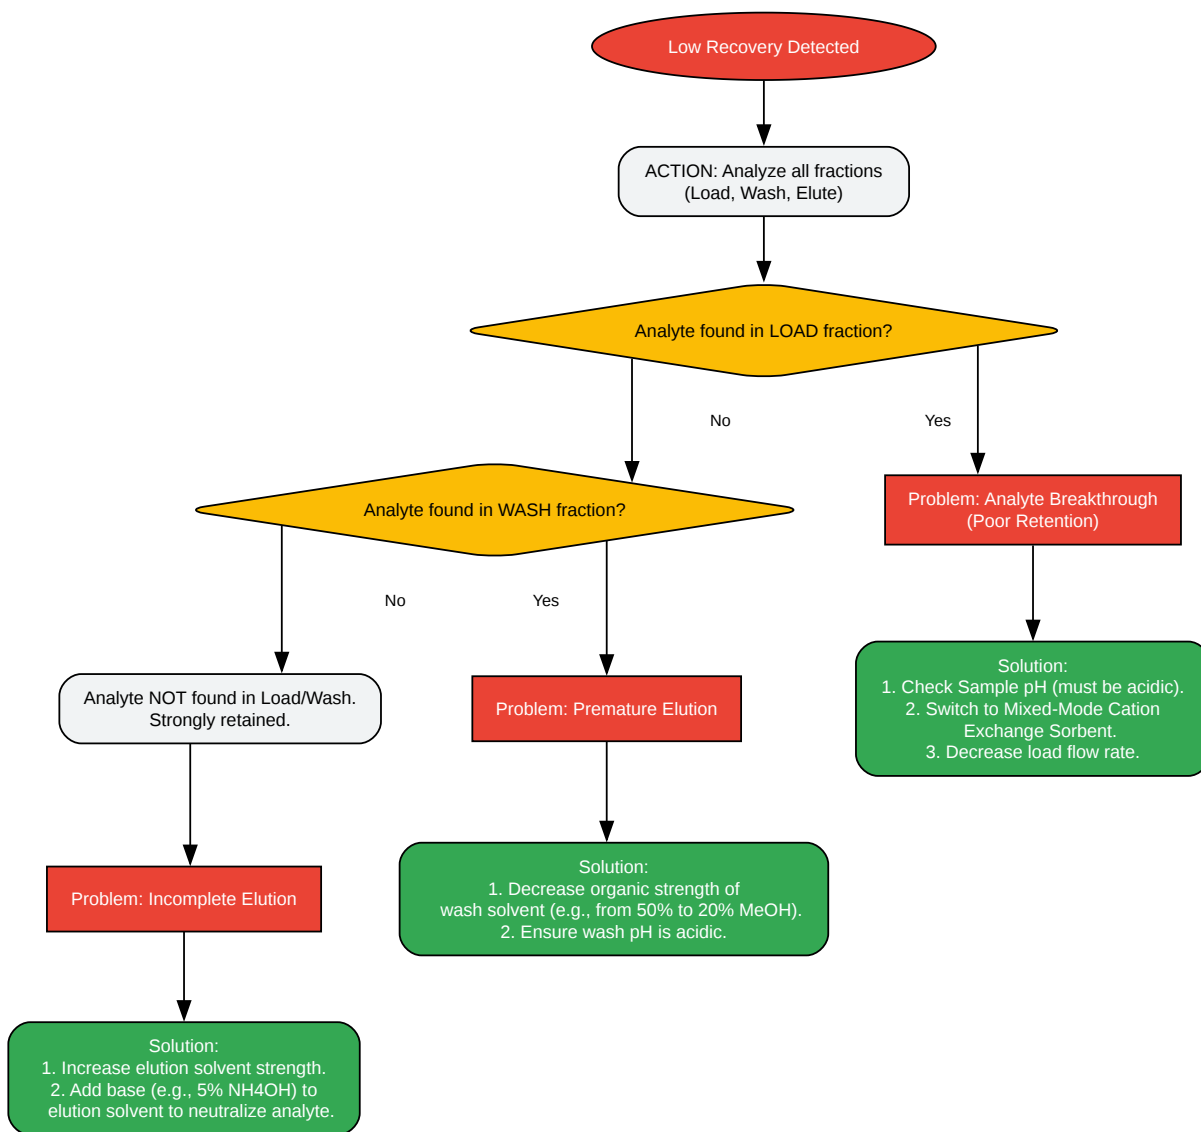 Low Recovery Detected
ACTION: Analyze all fractions
(Load, Wash, Elute)
Analyte found in LOAD fraction?
No
Yes
Analyte found in WASH fraction?
Problem: Analyte Breakthrough
(Poor Retention)
No
Yes
Analyte NOT found in Load/Wash.
Strongly retained.
Problem: Premature Elution
Solution:
1. Check Sample pH (must be acidic).
2. Switch to Mixed-Mode Cation
Exchange Sorbent.
3. Decrease load flow rate.
Problem: Incomplete Elution
Solution:
1. Decrease organic strength of
wash solvent (e.g., from 50% to 20% MeOH).
2. Ensure wash pH is acidic.
Solution:
1. Increase elution solvent strength.
2. Add base (e.g., 5% NH4OH) to
elution solvent to neutralize analyte.